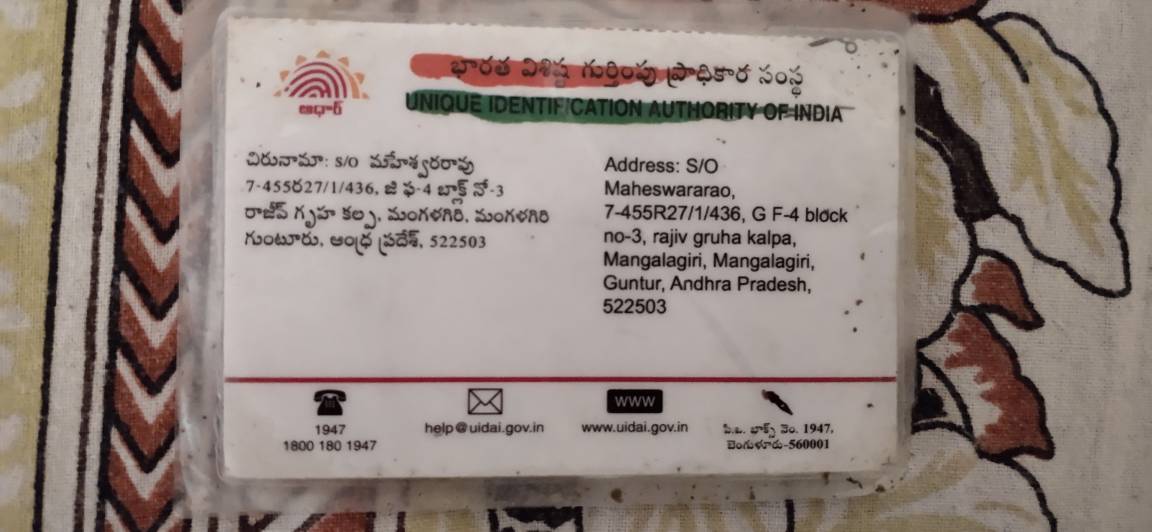 ఆధార్
భారత విశిష్ట గుర్తింపు ప్రాధికార సంస్థ
UNIQUE IDENTIFICATION AUTHORITY OF INDIA
చిరునామా: S/O మహేశ్వరరావు
7-455ర27/1/436, జి ఫ-4 బ్లాక్ నో-3
రాజీవ్ గృహ కల్ప, మంగళగిరి, మంగళగిరి
గుంటూరు, ఆంధ్ర ప్రదేశ్, 522503
Address: S/O
Maheswararao,
7-455R27/1/436, G F-4 block
no-3, rajiv gruha kalpa,
Mangalagiri, Mangalagiri,
Guntur, Andhra Pradesh,
522503
1947
1800 180 1947
help@uidai.gov.in
WWW
www.uidai.gov.in
పి.బి. బాక్స్ నెం. 1947,
బెంగుళూరు-560001